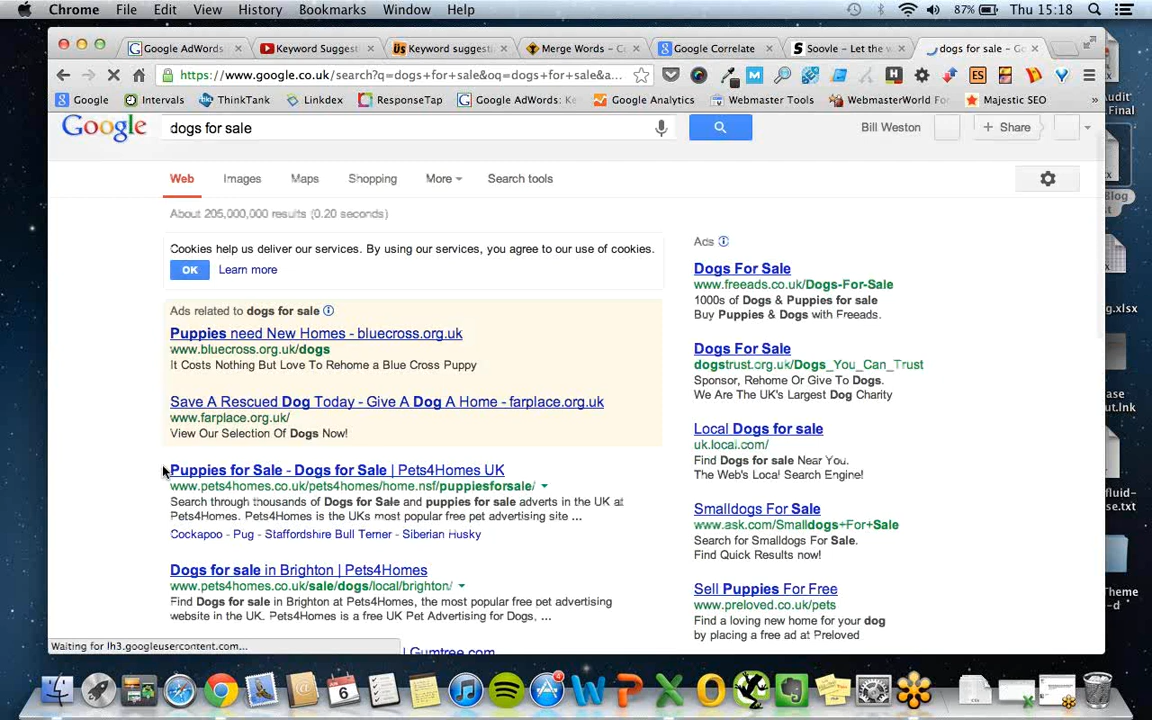 Chrome File Edit View History Bookmarks Window Help 87% Thu 15:18
Google AdWords Keyword Suggest Keyword suggesti Merge Words - C Google Correlate Soovle - Let the w dogs for sale - Go
https://www.google.co.uk/search?q=dogs+for+sale&oq=dogs+for+sale&a...
Google Intervals ThinkTank Linkdex ResponseTap Google AdWords: Ke Google Analytics Webmaster Tools WebmasterWorld Fo Majestic SEO »
Google dogs for sale Bill Weston + Share
Web Images Maps Shopping More Search tools
About 205,000,000 results (0.20 seconds)
Cookies help us deliver our services. By using our services, you agree to our use of cookies.
OK Learn more
Ads related to dogs for sale
Puppies need New Homes - bluecross.org.uk
www.bluecross.org.uk/dogs
It Costs Nothing But Love To Rehome a Blue Cross Puppy
Save A Rescued Dog Today - Give A Dog A Home - farplace.org.uk
www.farplace.org.uk/
View Our Selection Of Dogs Now!
Puppies for Sale - Dogs for Sale | Pets4Homes UK
www.pets4homes.co.uk/pets4homes/home.nsf/puppiesforsale/
Search through thousands of Dogs for Sale and puppies for sale adverts in the UK at
Pets4Homes. Pets4Homes is the UKs most popular free pet advertising site ...
Cockapoo - Pug - Staffordshire Bull Terrier - Siberian Husky
Dogs for sale in Brighton | Pets4Homes
www.pets4homes.co.uk/sale/dogs/local/brighton/
Find Dogs for sale in Brighton at Pets4Homes, the most popular free pet advertising
website in the UK. Pets4Homes is a free UK Pet Advertising for Dogs, ...
| Gumtree.com
Ads
Dogs For Sale
www.freeads.co.uk/Dogs-For-Sale
1000s of Dogs & Puppies for sale
Buy Puppies & Dogs with Freeads.
Dogs For Sale
dogstrust.org.uk/Dogs_You_Can_Trust
Sponsor, Rehome Or Give To Dogs.
We Are The UK's Largest Dog Charity
Local Dogs for sale
uk.local.com/
Find Dogs for sale Near You.
The Web's Local Search Engine!
Smalldogs For Sale
www.ask.com/Smalldogs+For+Sale
Search for Smalldogs For Sale.
Find Quick Results now!
Sell Puppies For Free
www.preloved.co.uk/pets
Find a loving new home for your dog
by placing a free ad at Preloved
Waiting for lh3.googleusercontent.com...
udit
Final
Blog
t
g.xlsx
ase
ut.lnk
fluid-
se.txt
Theme
-d